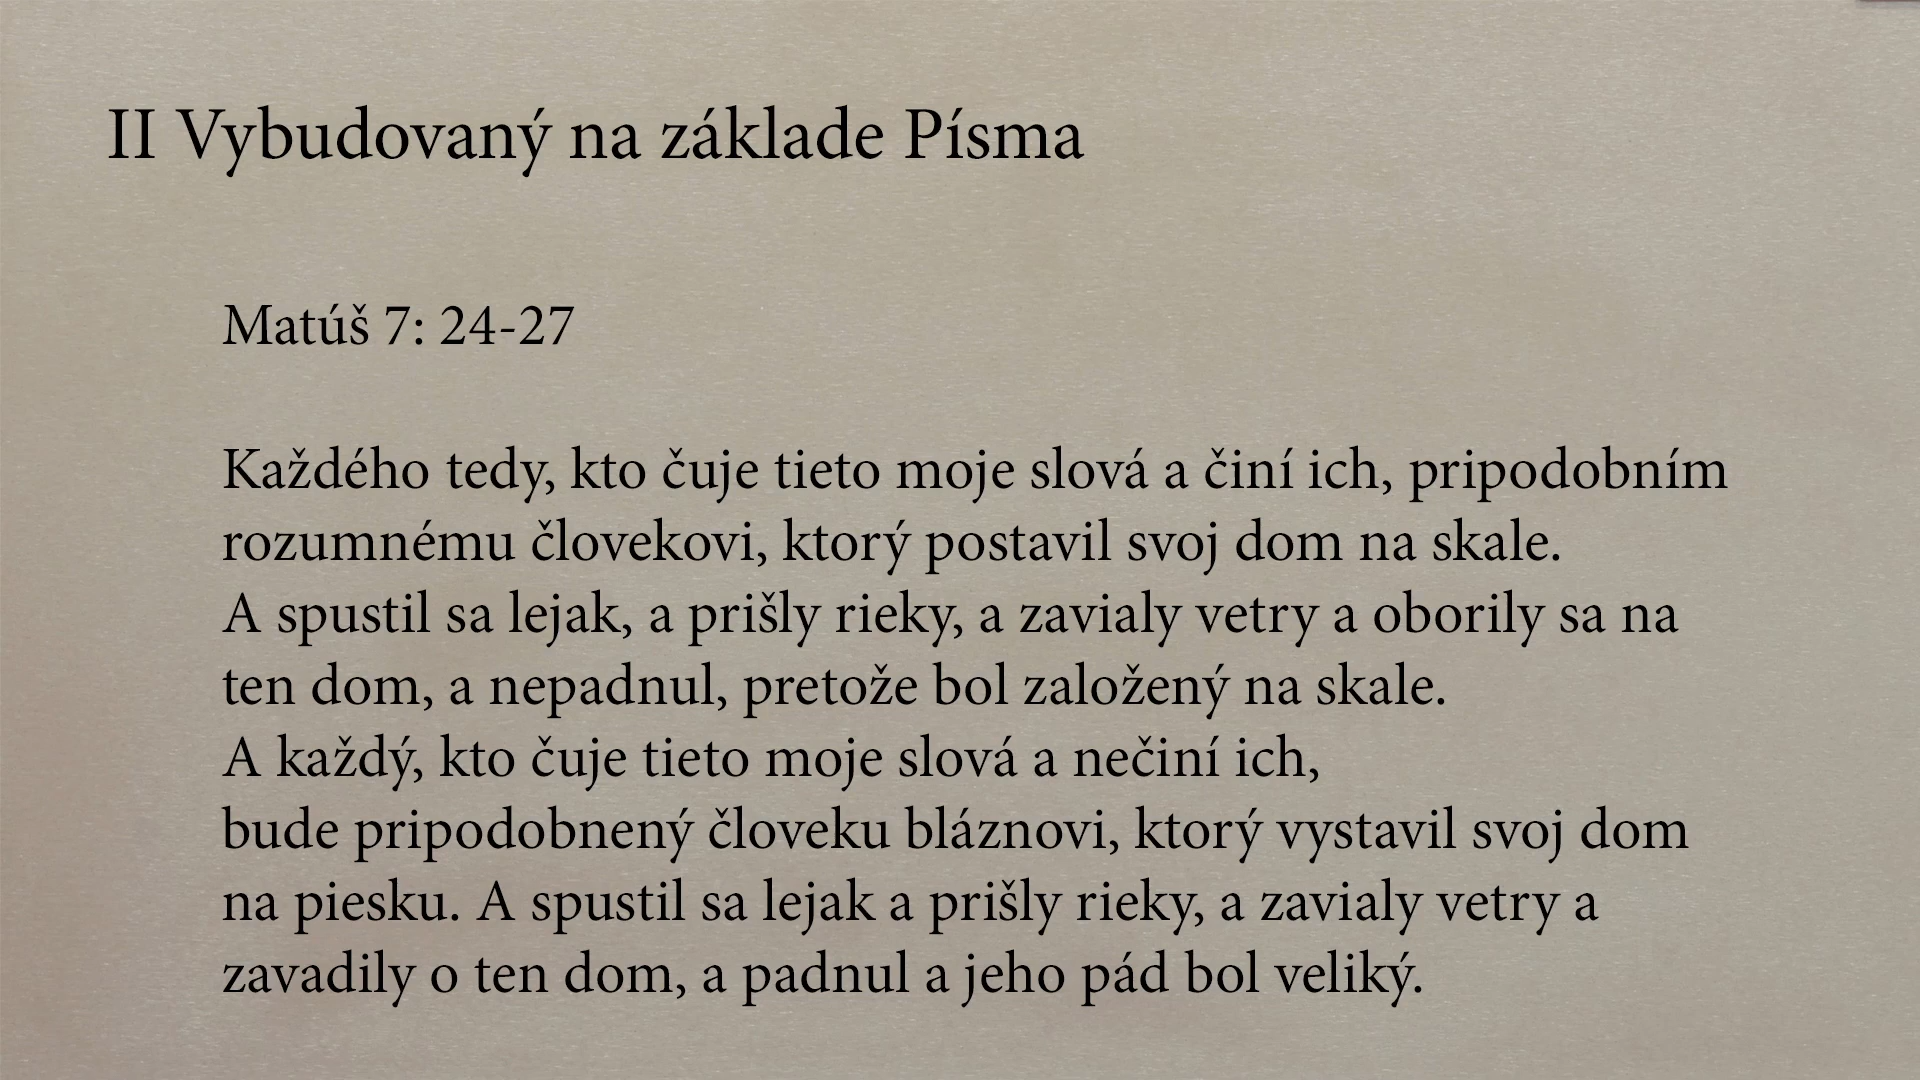 II Vybudovaný na základe Písma
Matúš 7: 24-27
Každého tedy, kto čuje tieto moje slová a činí ich, pripodobním
rozumnému človekovi, ktorý postavil svoj dom na skale.
A spustil sa lejak, a prišly rieky, a zavialy vetry a oborily sa na
ten dom, a nepadnul, pretože bol založený na skale.
A každý, kto čuje tieto moje slová a nečiní ich,
bude pripodobnený človeku bláznovi, ktorý vystavil svoj dom
na piesku. A spustil sa lejak a prišly rieky, a zavialy vetry a
zavadily o ten dom, a padnul a jeho pád bol veliký.